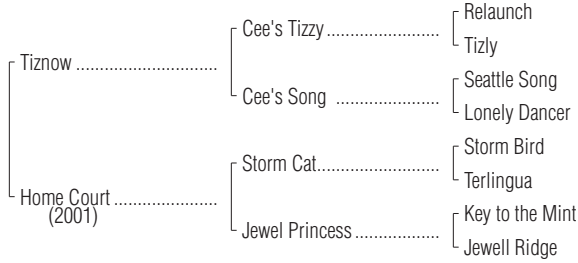 Relaunch
Cee's Tizzy
Tizly
Tiznow
Seattle Song
Cee's Song
Lonely Dancer
Storm Bird
Storm Cat
Terlingua
Home Court
(2001)
Key to the Mint
Jewel Princess
Jewell Ridge